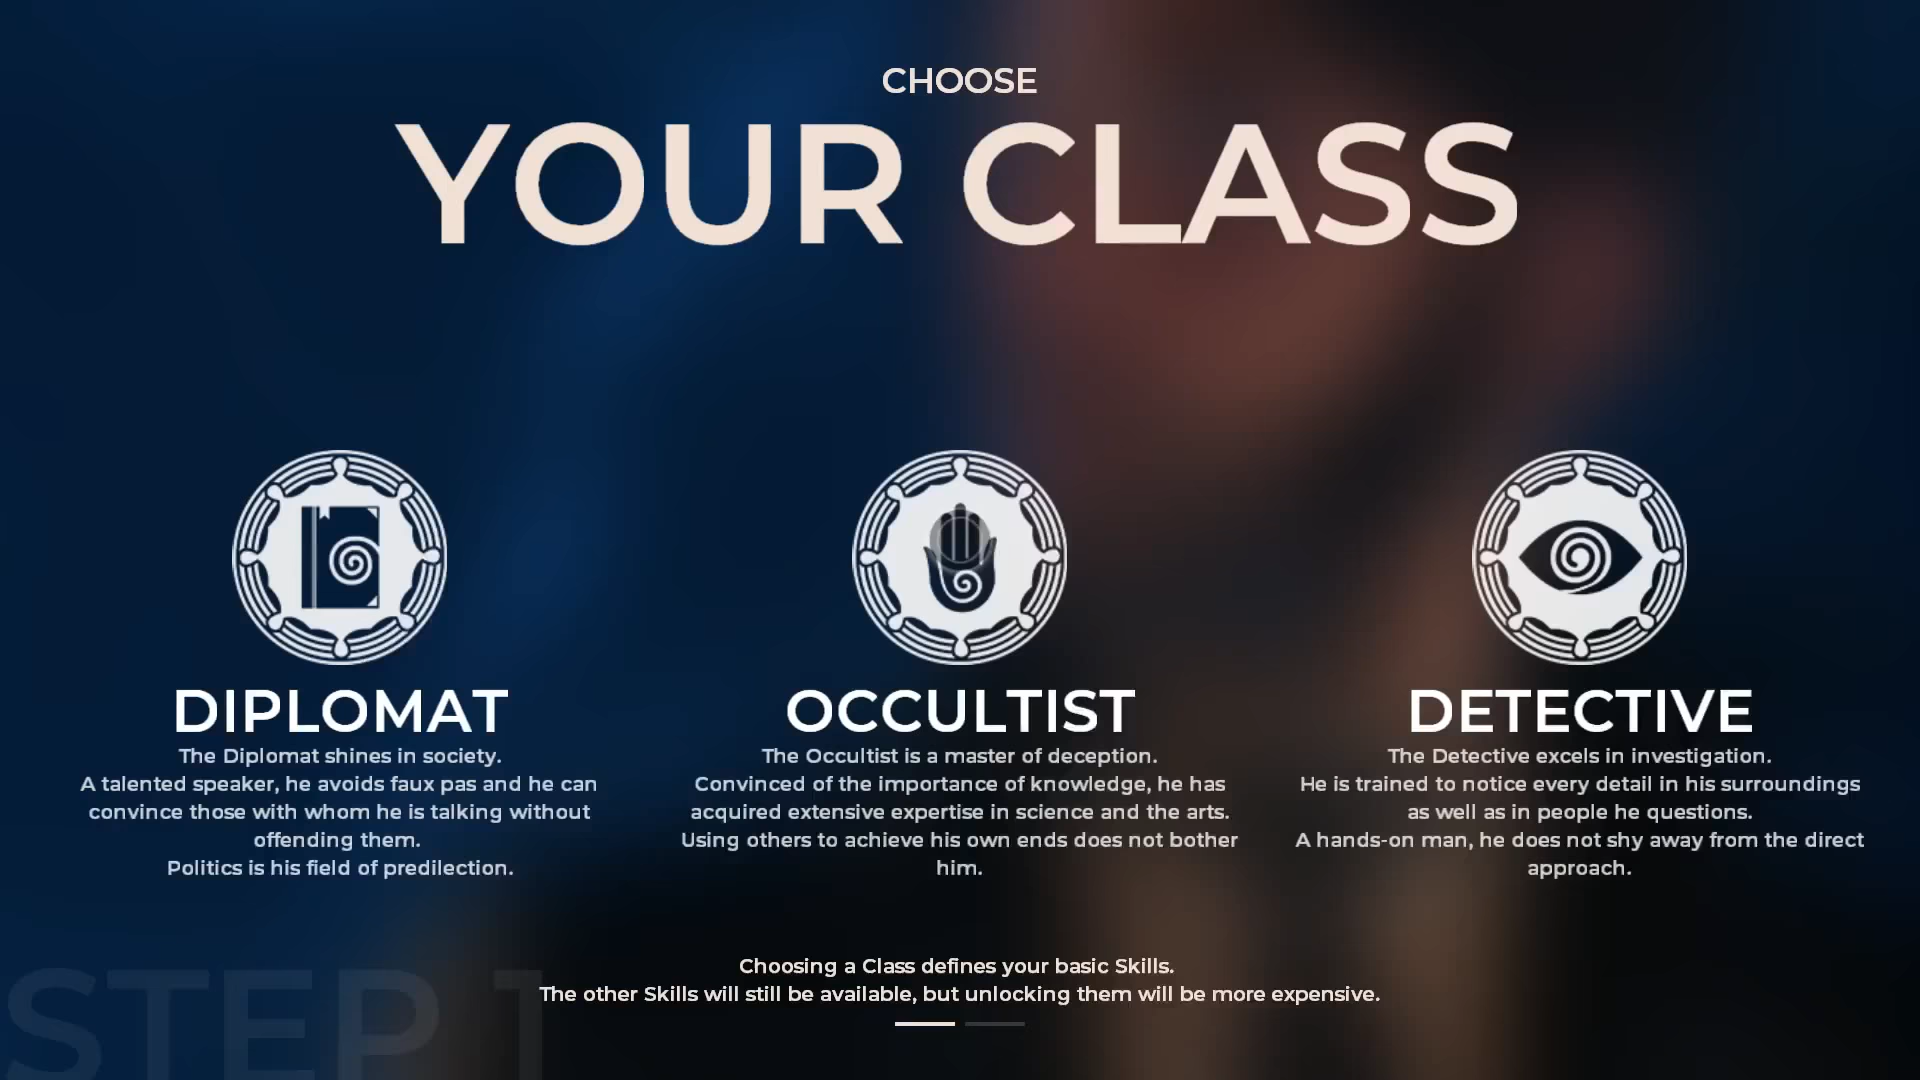 CHOOSE
YOUR CLASS
DIPLOMAT
The Diplomat shines in society.
A talented speaker, he avoids faux pas and he can
convince those with whom he is talking without
offending them.
Politics is his field of predilection.
OCCULTIST
The Occultist is a master of deception.
Convinced of the importance of knowledge, he has
acquired extensive expertise in science and the arts.
Using others to achieve his own ends does not bother
him.
DETECTIVE
The Detective excels in investigation.
He is trained to notice every detail in his surroundings
as well as in people he questions.
A hands-on man, he does not shy away from the direct
approach.
Choosing a Class defines your basic Skills.
The other Skills will still be available, but unlocking them will be more expensive.
STEP 1